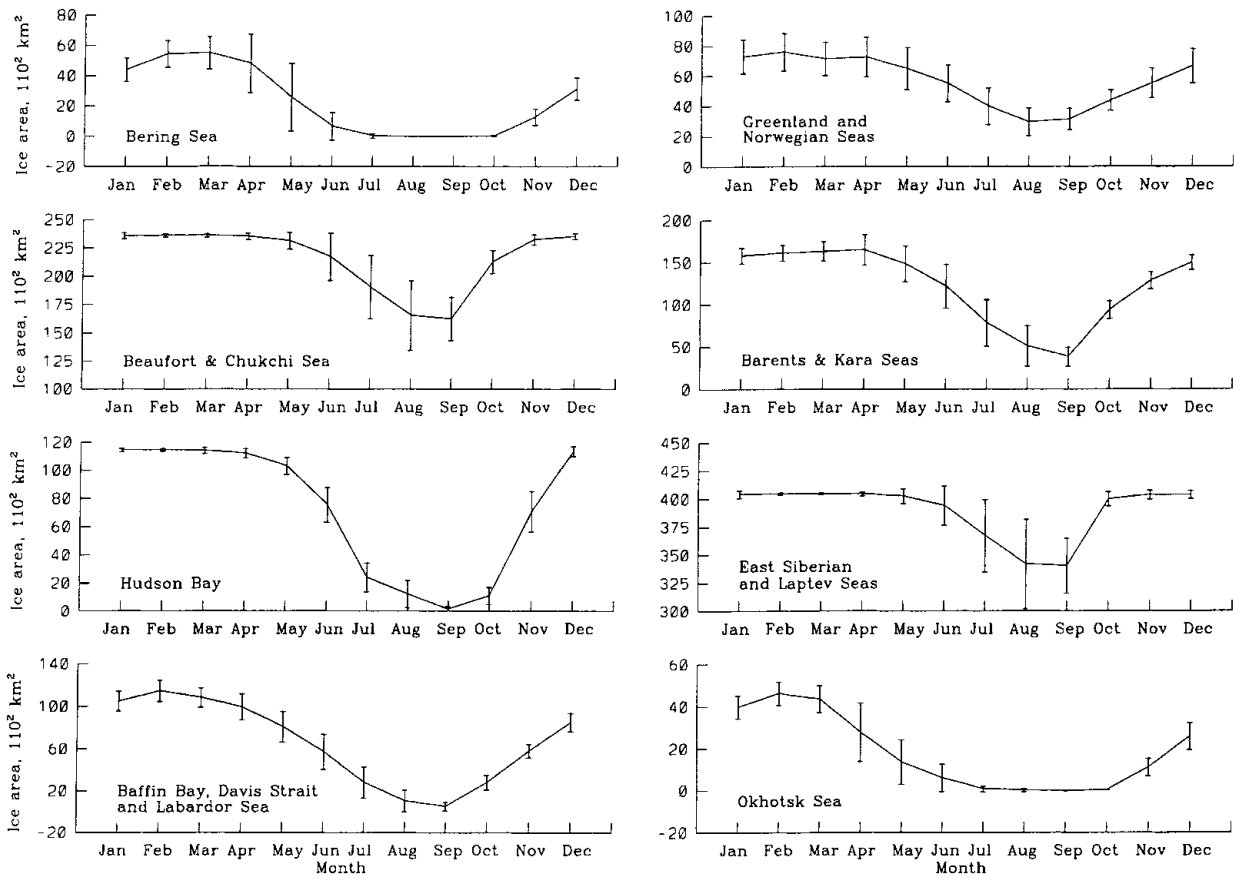 Ice area, 110² km²
80
60
40
20
0
-20
Bering Sea
Jan Feb Mar Apr May Jun Jul Aug Sep Oct Nov Dec
100
80
60
40
20
0
Greenland and
Norwegian Seas
Jan Feb Mar Apr May Jun Jul Aug Sep Oct Nov Dec
Ice area, 110² km²
250
225
200
175
150
125
100
Beaufort & Chukchi Sea
Jan Feb Mar Apr May Jun Jul Aug Sep Oct Nov Dec
200
150
100
50
0
Barents & Kara Seas
Jan Feb Mar Apr May Jun Jul Aug Sep Oct Nov Dec
Ice area, 110² km²
120
100
80
60
40
20
0
Hudson Bay
Jan Feb Mar Apr May Jun Jul Aug Sep Oct Nov Dec
450
425
400
375
350
325
300
East Siberian
and Laptev Seas
Jan Feb Mar Apr May Jun Jul Aug Sep Oct Nov Dec
Ice area, 110² km²
140
100
60
20
-20
Baffin Bay, Davis Strait
and Labardor Sea
Jan Feb Mar Apr May Jun Jul Aug Sep Oct Nov Dec
Month
60
40
20
0
-20
Okhotsk Sea
Jan Feb Mar Apr May Jun Jul Aug Sep Oct Nov Dec
Month